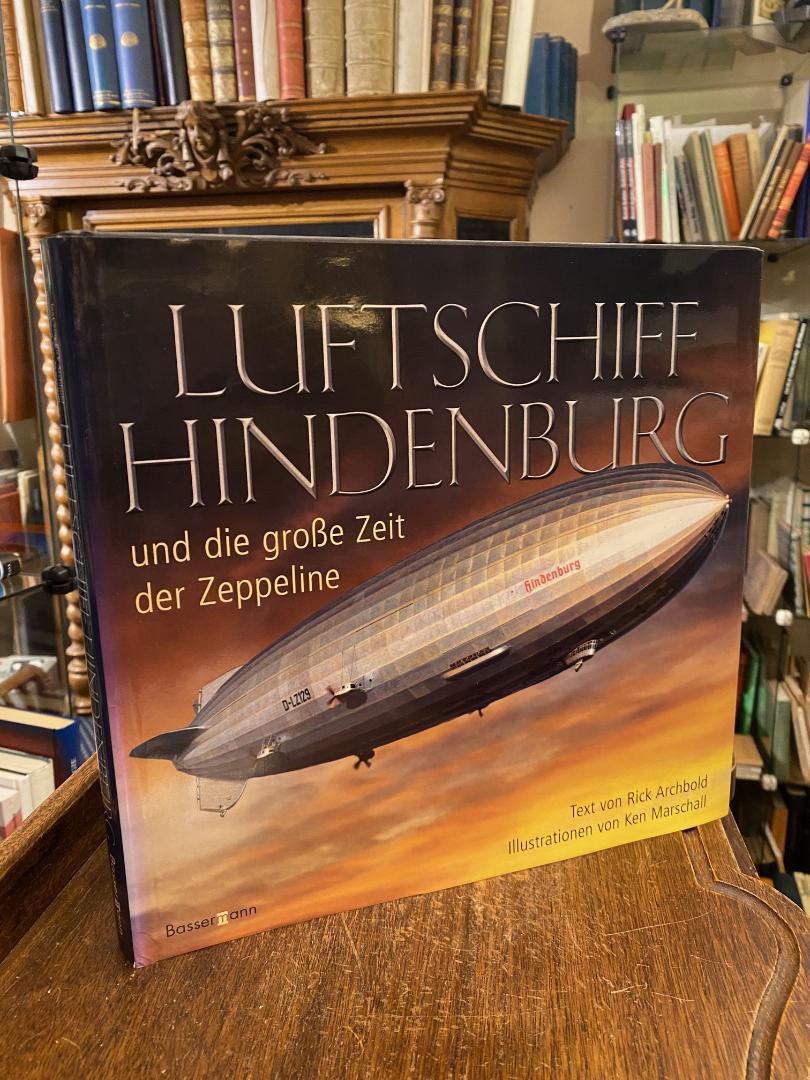 LUFTSCHIFF
HINDENBURG
und die große Zeit
der Zeppeline
Hindenburg
D-LZ129
Text von Rick Archbold
Illustrationen von Ken Marschall
Bassermann